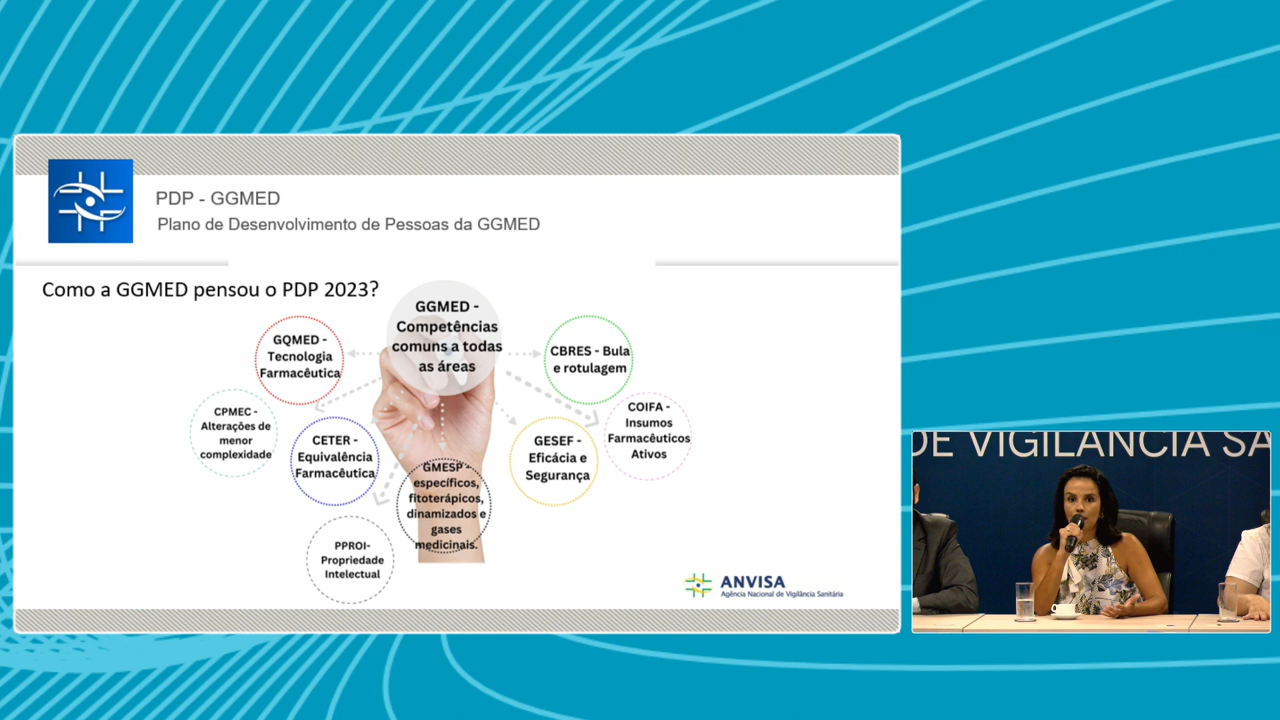 PDP - GGMED
Plano de Desenvolvimento de Pessoas da GGMED
Como a GGMED pensou o PDP 2023?
GGMED -
Competências
comuns a todas
as áreas
GQMED -
Tecnologia
Farmacêutica
CBRES - Bula
e rotulagem
CPMEC -
Alterações de
menor
complexidade
CETER -
Equivalência
Farmacêutica
GMESP -
específicos,
fitoterápicos,
dinamizados e
gases
medicinais.
GESEF -
Eficácia e
Segurança
COIFA -
Insumos
Farmacêuticos
Ativos
PPROI-
Propriedade
Intelectual
ANVISA
Agência Nacional de Vigilância Sanitária
DE VIGILÂNCIA SA